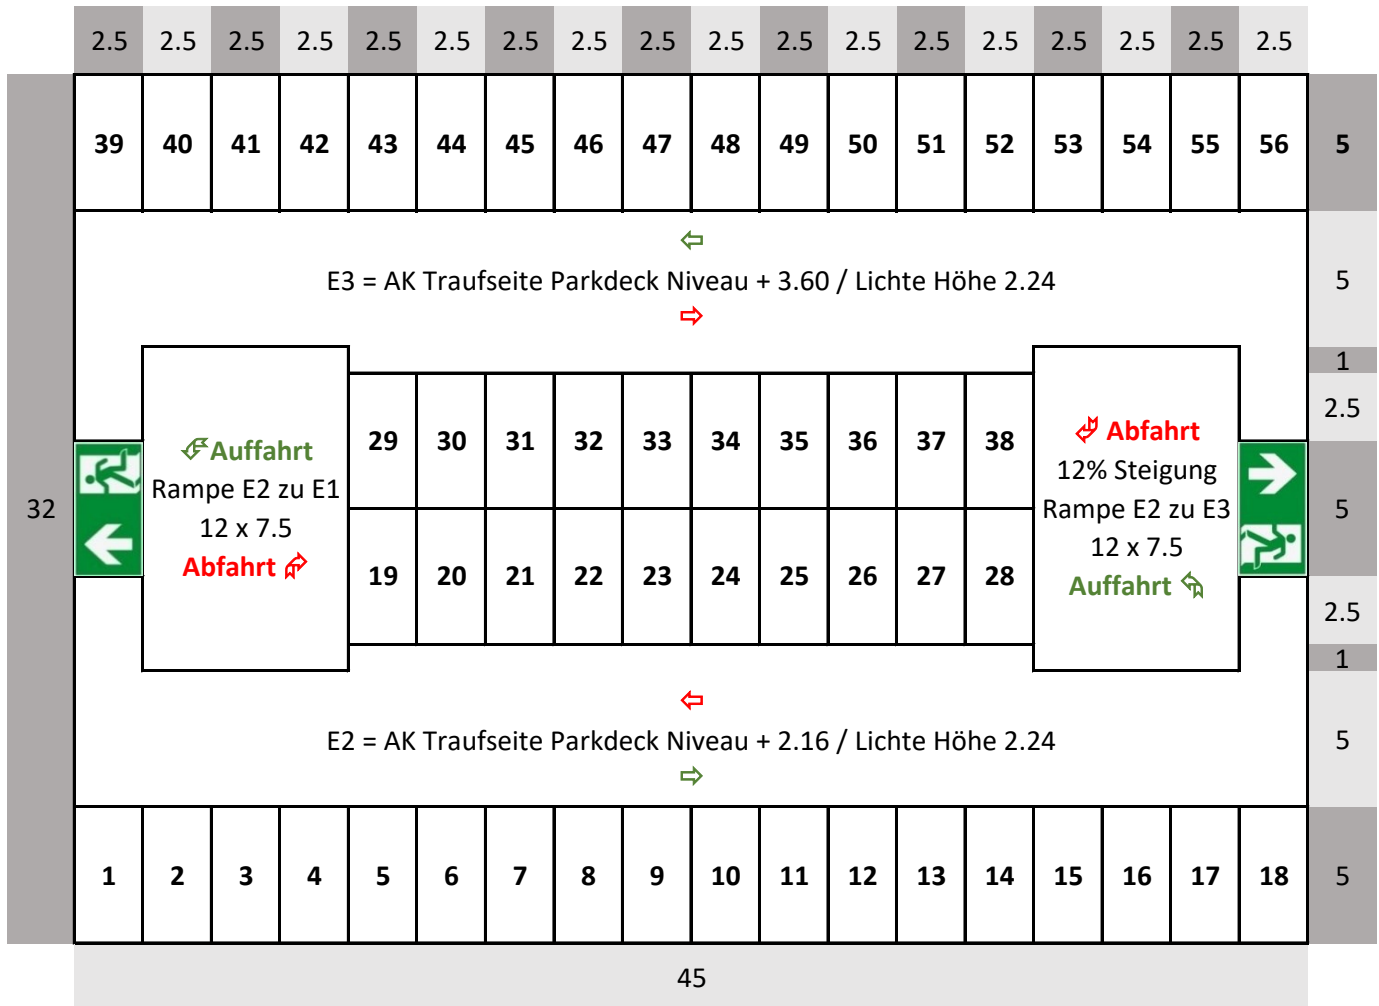 2.5 2.5 2.5 2.5 2.5 2.5 2.5 2.5 2.5 2.5 2.5 2.5 2.5 2.5 2.5 2.5 2.5 2.5
39 40 41 42 43 44 45 46 47 48 49 50 51 52 53 54 55 56 5
E3 = AK Traufseite Parkdeck Niveau + 3.60 / Lichte Höhe 2.24 5
1
2.5
29 30 31 32 33 34 35 36 37 38
Auffahrt
Rampe E2 zu E1
12 x 7.5
Abfahrt
Abfahrt
12% Steigung
Rampe E2 zu E3
12 x 7.5
Auffahrt
32
5
19 20 21 22 23 24 25 26 27 28
2.5
1
E2 = AK Traufseite Parkdeck Niveau + 2.16 / Lichte Höhe 2.24 5
1 2 3 4 5 6 7 8 9 10 11 12 13 14 15 16 17 18 5
45